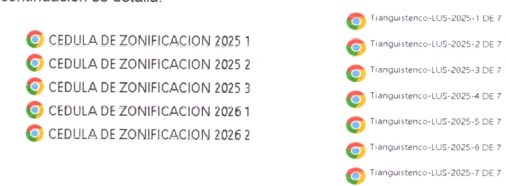 continuación se detalla:
CEDULA DE ZONIFICACION 2025 1
CEDULA DE ZONIFICACION 2025 2
CEDULA DE ZONIFICACION 2025 3
CEDULA DE ZONIFICACION 2026 1
CEDULA DE ZONIFICACION 2026 2
Tianguistenco-LUS-2025-1 DE 7
Tianguistenco-LUS-2025-2 DE 7
Tianguistenco-LUS-2025-3 DE 7
Tianguistenco-LUS-2025-4 DE 7
Tianguistenco-LUS-2025-5 DE 7
Tianguistenco-LUS-2025-6 DE 7
Tianguistenco-LUS-2025-7 DE 7